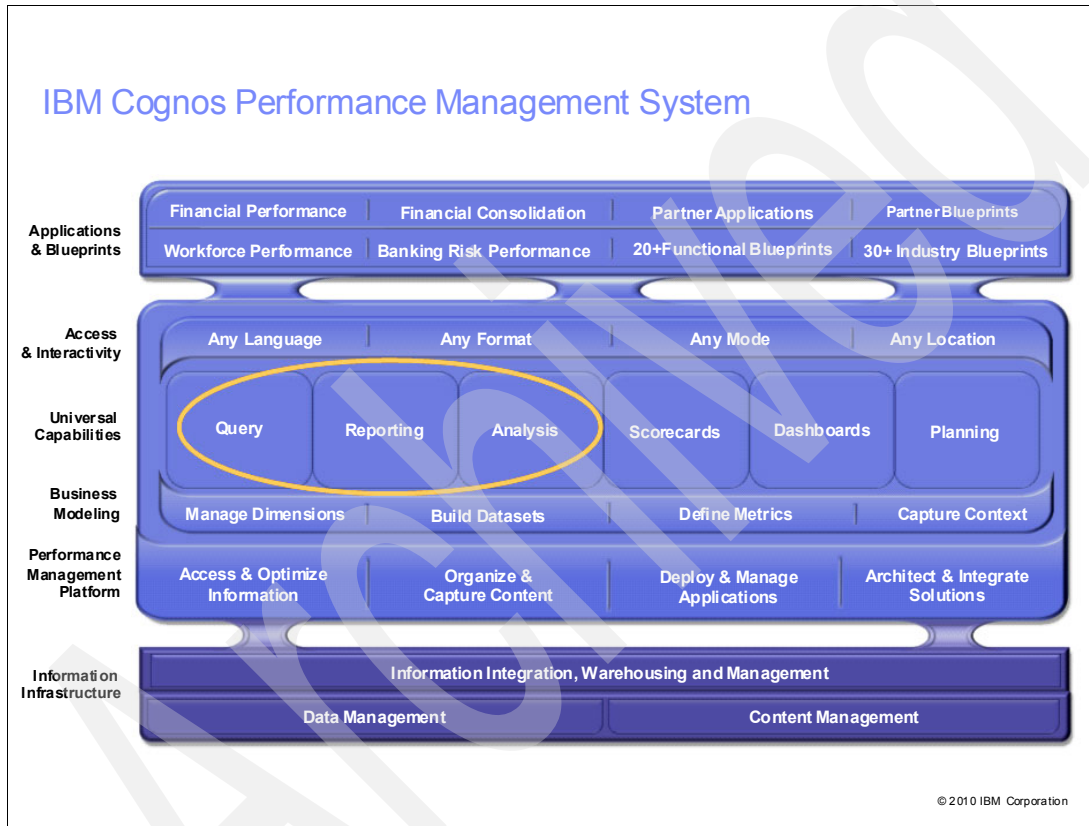 IBM Cognos Performance Management System
Applications
& Blueprints
Financial Performance
Financial Consolidation
Partner Applications
Partner Blueprints
Workforce Performance
Banking Risk Performance
20+Functional Blueprints
30+ Industry Blueprints
Access
& Interactivity
Any Language
Any Format
Any Mode
Any Location
Universal
Capabilities
Query
Reporting
Analysis
Scorecards
Dashboards
Planning
Business
Modeling
Manage Dimensions
Build Datasets
Define Metrics
Capture Context
Performance
Management
Platform
Access & Optimize
Information
Organize &
Capture Content
Deploy & Manage
Applications
Architect & Integrate
Solutions
Information
Infrastructure
Information Integration, Warehousing and Management
Data Management
Content Management
© 2010 IBM Corporation
Archived